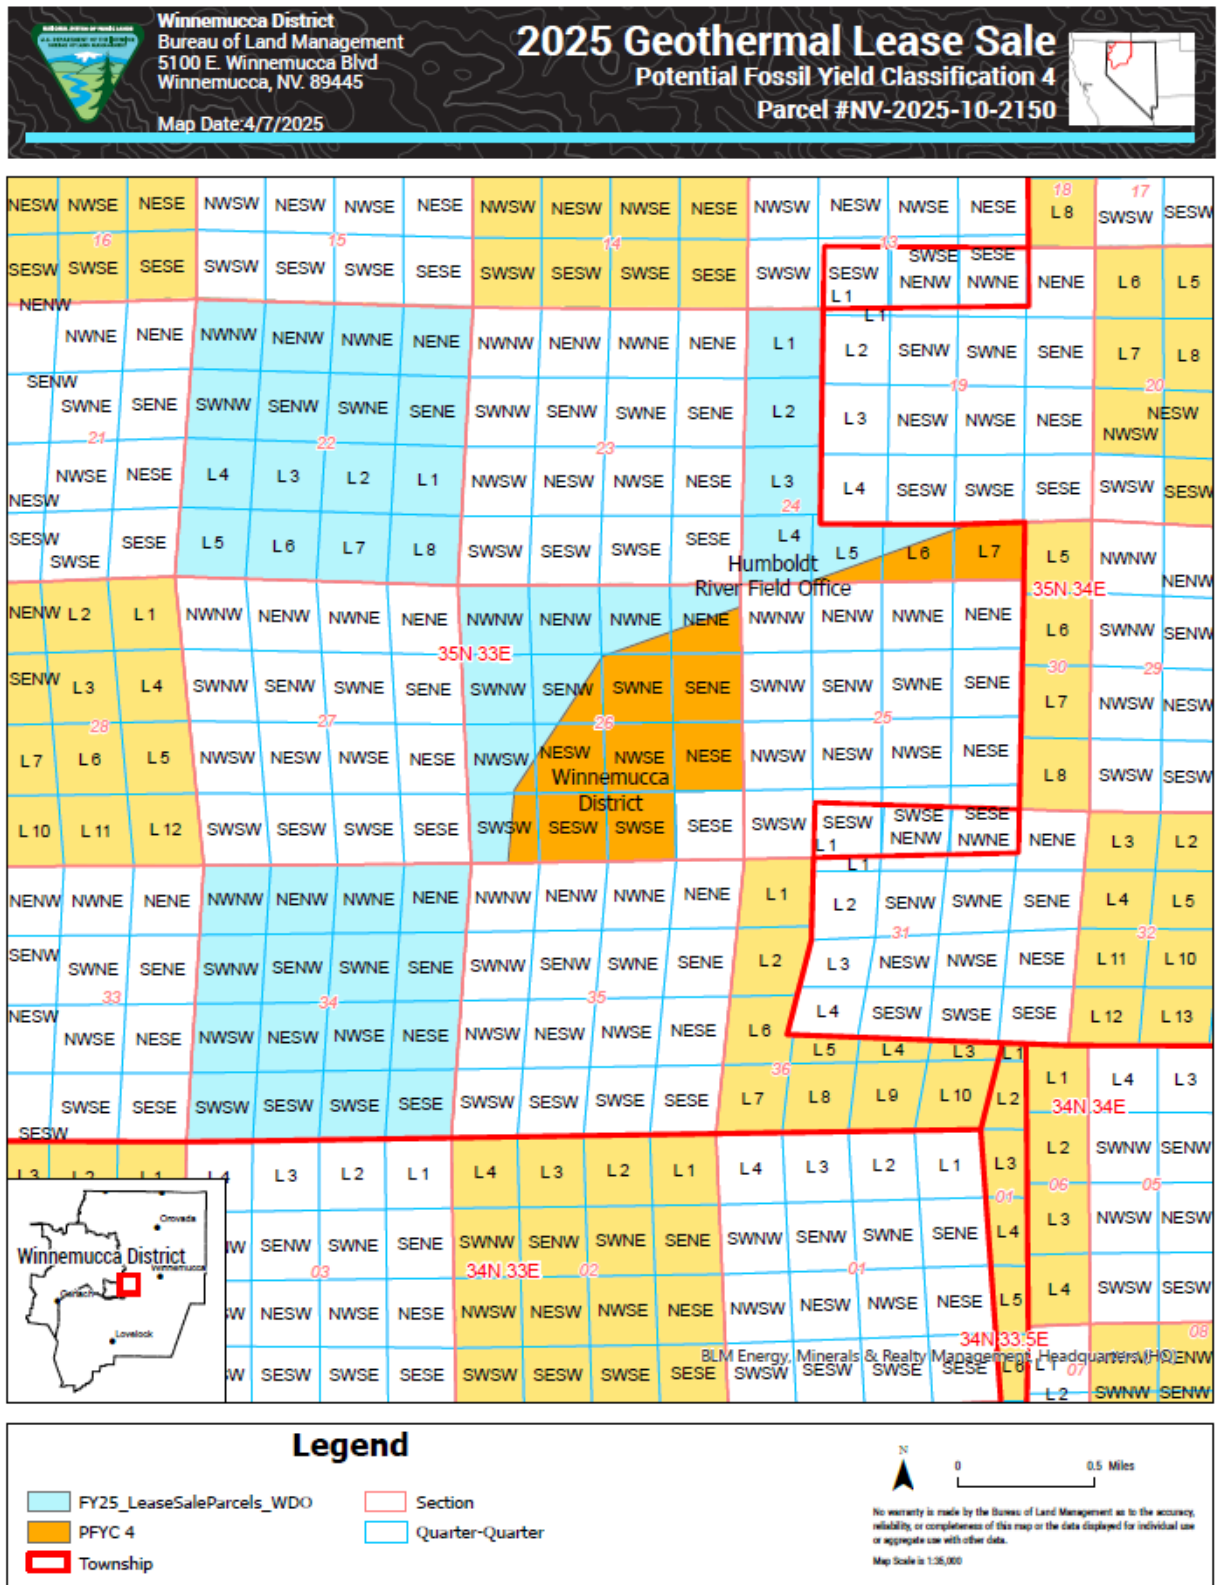 Winnemucca District
Bureau of Land Management
5100 E. Winnemucca Blvd
Winnemucca, NV. 89445
Map Date:4/7/2025
2025 Geothermal Lease Sale
Potential Fossil Yield Classification 4
Parcel #NV-2025-10-2150
NESW NWSE NESE NWSW NESW NWSE NESE NWSW NESW NWSE NESE NWSW NESW NWSE NESE L 8 SWSW SESW
16 15 14 13 18 17
SESW SWSE SESE SWSW SESW SWSE SESE SWSW SESW SWSE SESE SWSW SESW SWSE SESE
L 1 NENW NWNE NENE L 6 L 5
NENW
NWNE NENE NWNW NENW NWNE NENE NWNW NENW NWNE NENE L 1 L 1
L 2 SENW SWNE SENE L 7 L 8
SENW
SWNE SENE SWNW SENW SWNE SENE SWNW SENW SWNE SENE L 2 L 3 NESW NWSE NESE NWSW NESW
21 22 23 24 19 20
NWSE NESE L 4 L 3 L 2 L 1 NWSW NESW NWSE NESE L 3 L 4 SESW SWSE SESE SWSW SESW
NESW
SESW SWSE SESE L 5 L 6 L 7 L 8 SWSW SESW SWSE SESE L 4 L 5 L 6 L 7 L 5 NWNW NENW
Humboldt
River Field Office
35N 34E
NENW L 2 L 1 NWNW NENW NWNE NENE NWNW NENW NWNE NENE NWNW NENW NWNE NENE L 6 SWNW SENW
35N 33E
SENW L 3 L 4 SWNW SENW SWNE SENE SWNW SENW SWNE SENE SWNW SENW SWNE SENE L 7 NWSW NESW
28 27 26 25 30 29
L 7 L 6 L 5 NWSW NESW NWSE NESE NWSW NESW NWSE NESE NWSW NESW NWSE NESE L 8 SWSW SESW
Winnemucca
District
L 10 L 11 L 12 SWSW SESW SWSE SESE SWSW SESW SWSE SESE SWSW SESW SWSE SESE
L 1 NENW NWNE NENE L 3 L 2
L 1
NENW NWNE NENE NWNW NENW NWNE NENE NWNW NENW NWNE NENE L 1 L 2 SENW SWNE SENE L 4 L 5
31 32
SENW SWNE SENE SWNW SENW SWNE SENE SWNW SENW SWNE SENE L 2 L 3 NESW NWSE NESE L 11 L 10
33 34 35
NESW NWSE NESE NWSW NESW NWSE NESE NWSW NESW NWSE NESE L 6 L 4 SESW SWSE SESE L 12 L 13
36
L 5 L 4 L 3 L 1
SESW SWSE SESE SWSW SESW SWSE SESE SWSW SESW SWSE SESE L 7 L 8 L 9 L 10 L 2 L 1 L 4 L 3
34N 34E
L 3 L 2 L 1 L 4 L 3 L 2 L 1 L 4 L 3 L 2 L 1 L 4 L 3 L 2 L 1 L 3 L 2 SWNW SENW
01 06 05
SENW SWNE SENE SWNW SENW SWNE SENE SWNW SENW SWNE SENE L 4 L 3 NWSW NESW
03 34N 33E 02 01
NESW NWSE NESE NWSW NESW NWSE NESE NWSW NESW NWSE NESE L 5 L 4 SWSW SESW
34N 33.5E 08
BLM Energy, Minerals & Realty Management, Headquarters (HQ)
SESW SWSE SESE SWSW SESW SWSE SESE SWSW SESW SWSE SESE L 6 L 1 07 NENW
L 2 SWNW SENW
Orovada
Winnemucca District
Winnemucca
Gerlach
Lovelock
Legend
FY25_LeaseSaleParcels_WDO
PFYC 4
Township
Section
Quarter-Quarter
N
0 0.5 Miles
No warranty is made by the Bureau of Land Management as to the accuracy,
reliability, or completeness of this map or the data displayed for individual use
or aggregate use with other data.
Map Scale is 1:35,000